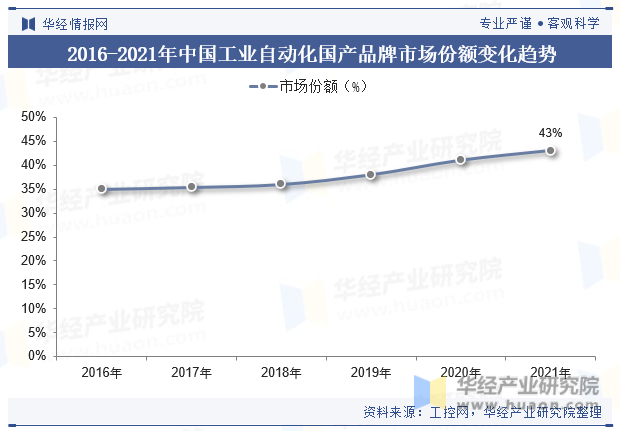 华经情报网
专业严谨 • 客观科学
2016-2021年中国工业自动化国产品牌市场份额变化趋势
市场份额（%）
50%
45%
40%
35%
30%
25%
20%
15%
10%
5%
0%
43%
2016年 2017年 2018年 2019年 2020年 2021年
华经产业研究院
www.huaon.com
资料来源：工控网，华经产业研究院整理